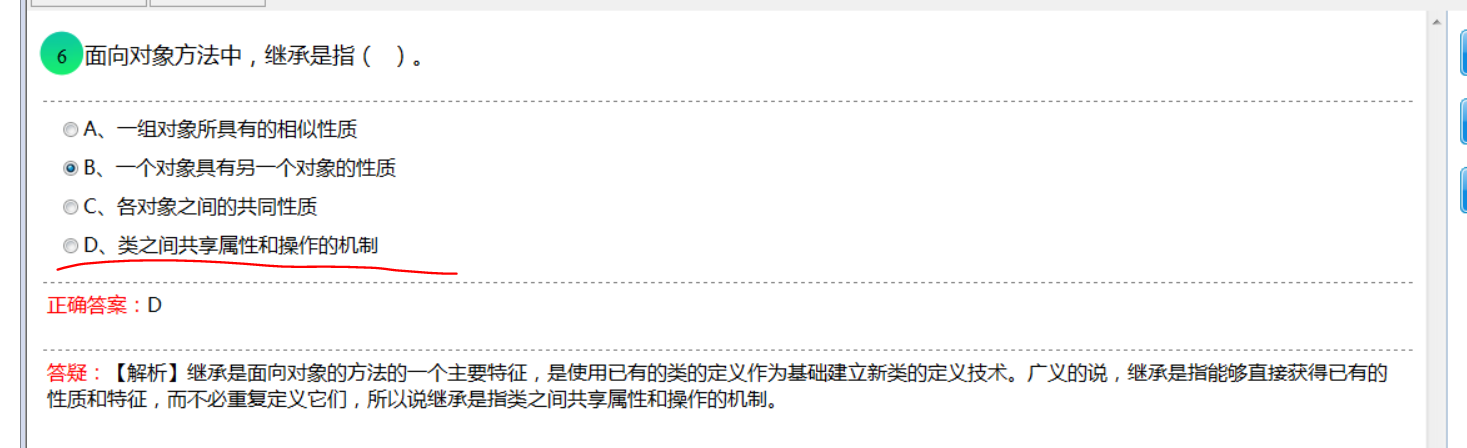 6 面向对象方法中，继承是指（　）。
A、一组对象所具有的相似性质
B、一个对象具有另一个对象的性质
C、各对象之间的共同性质
D、类之间共享属性和操作的机制
正确答案：D
答疑：【解析】继承是面向对象的方法的一个主要特征，是使用已有的类的定义作为基础建立新类的定义技术。广义的说，继承是指能够直接获得已有的
性质和特征，而不必重复定义它们，所以说继承是指类之间共享属性和操作的机制。